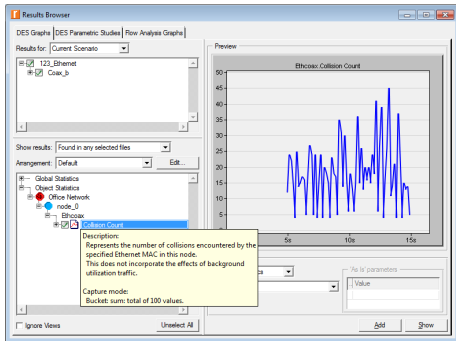 Results Browser
DES Graphs DES Parametric Studies Flow Analysis Graphs
Results for: Current Scenario
123_Ethernet
Coax_b
Show results: Found in any selected files
Arrangement: Default Edit...
Global Statistics
Object Statistics
Office Network
node_0
Ethcoax
Collision Count
Description:
Represents the number of collisions encountered by the
specified Ethernet MAC in this node.
This does not incorporate the effects of background
utilization traffic.
Capture mode:
Bucket: sum: total of 100 values.
Ignore Views Unselect All
Preview
Ethcoax.Collision Count
50
45
40
35
30
25
20
15
10
5
0
5s 10s 15s
'As Is' parameters
Value
Add Show